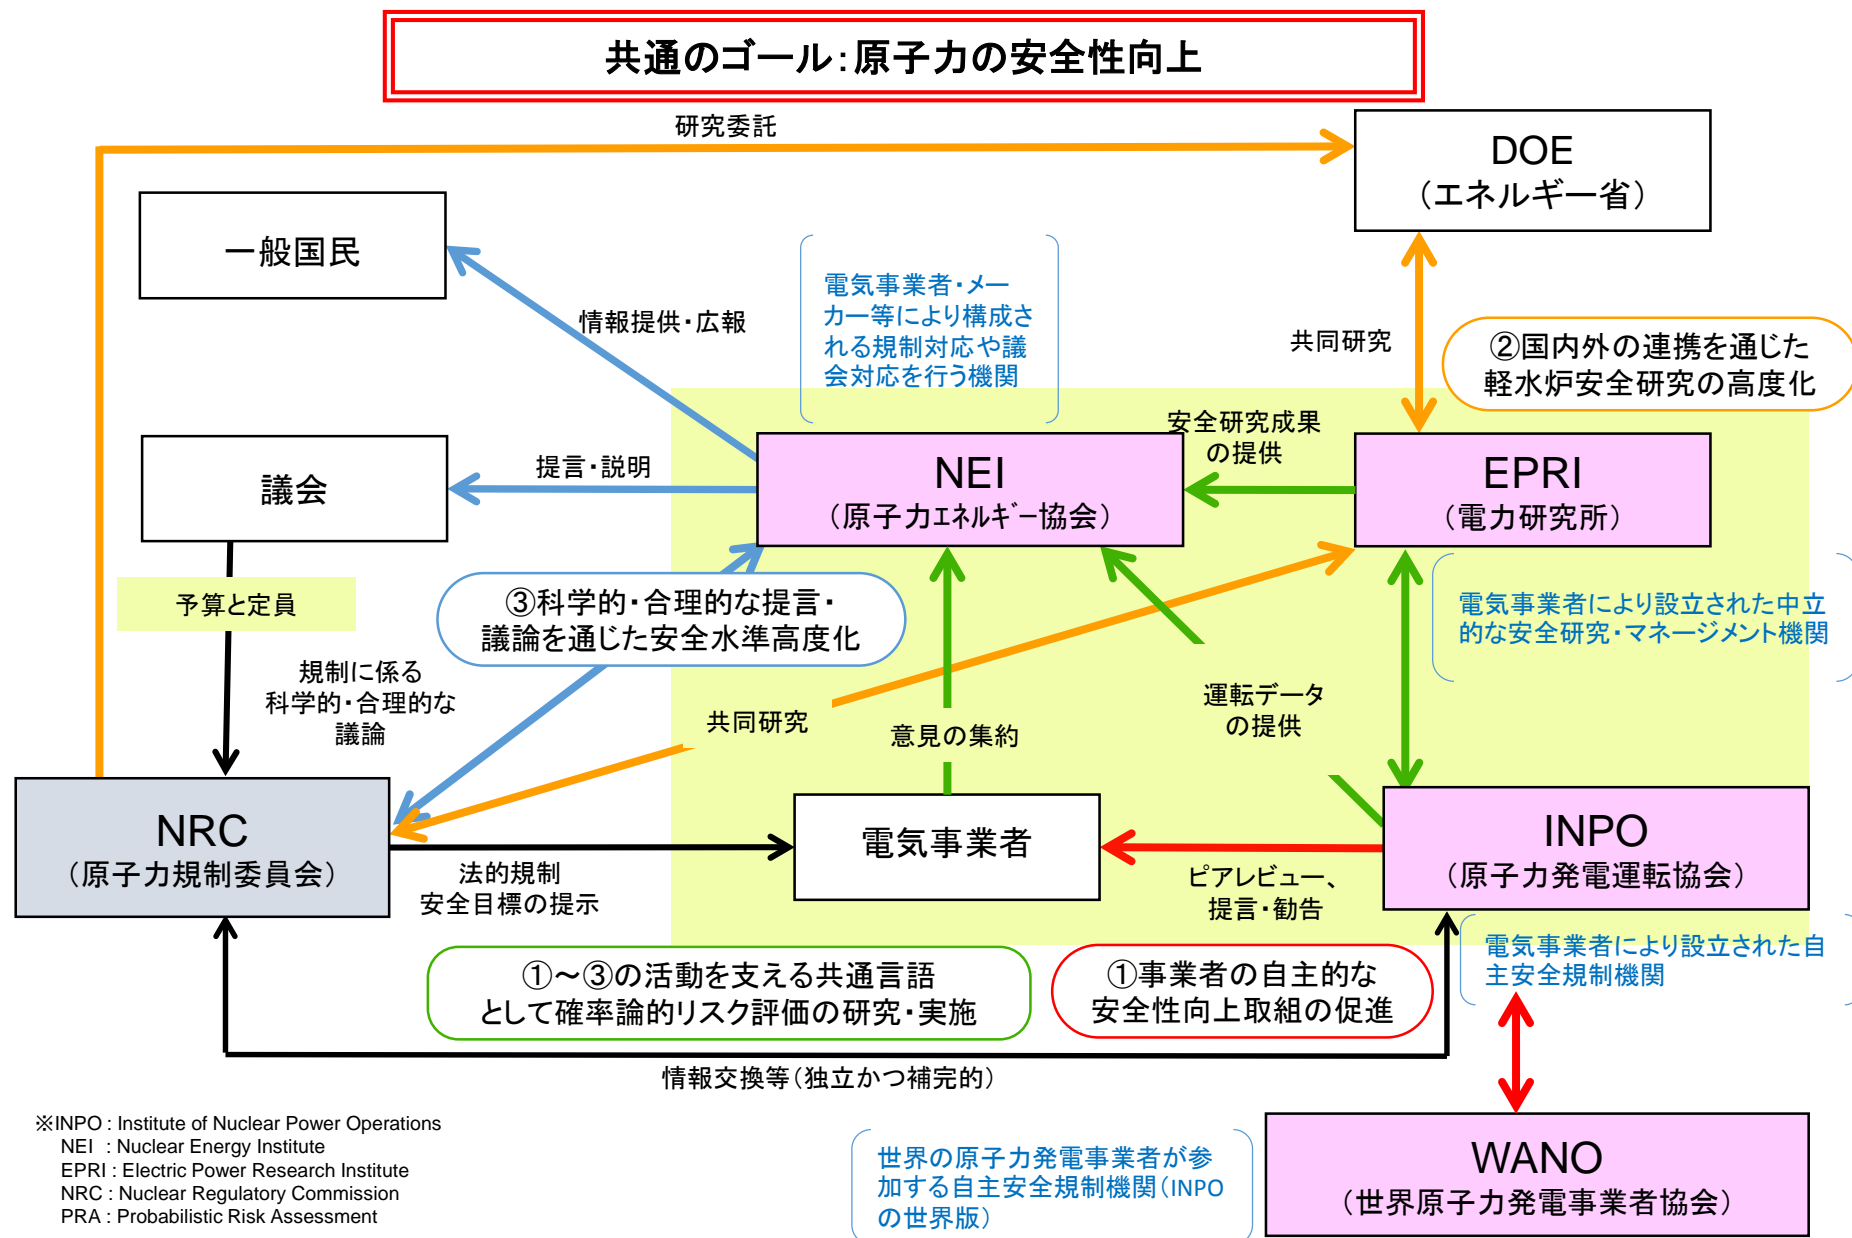 共通のゴール：原子力の安全性向上
研究委託
DOE
（エネルギー省）
一般国民
電気事業者・メー
カー等により構成さ
れる規制対応や議
会対応を行う機関
情報提供・広報
共同研究
②国内外の連携を通じた
軽水炉安全研究の高度化
安全研究成果
の提供
議会
提言・説明
NEI
（原子力ｴﾈﾙｷﾞｰ協会）
EPRI
（電力研究所）
予算と定員
③科学的・合理的な提言・
議論を通じた安全水準高度化
電気事業者により設立された中立
的な安全研究・マネージメント機関
規制に係る
科学的・合理的な
議論
共同研究
意見の集約
運転データ
の提供
NRC
（原子力規制委員会）
電気事業者
INPO
（原子力発電運転協会）
法的規制
安全目標の提示
ピアレビュー、
提言・勧告
①～③の活動を支える共通言語
として確率論的リスク評価の研究・実施
①事業者の自主的な
安全性向上取組の促進
電気事業者により設立された自
主安全規制機関
情報交換等（独立かつ補完的）
※INPO : Institute of Nuclear Power Operations
NEI : Nuclear Energy Institute
EPRI : Electric Power Research Institute
NRC : Nuclear Regulatory Commission
PRA : Probabilistic Risk Assessment
世界の原子力発電事業者が参
加する自主安全規制機関（INPO
の世界版）
WANO
（世界原子力発電事業者協会）